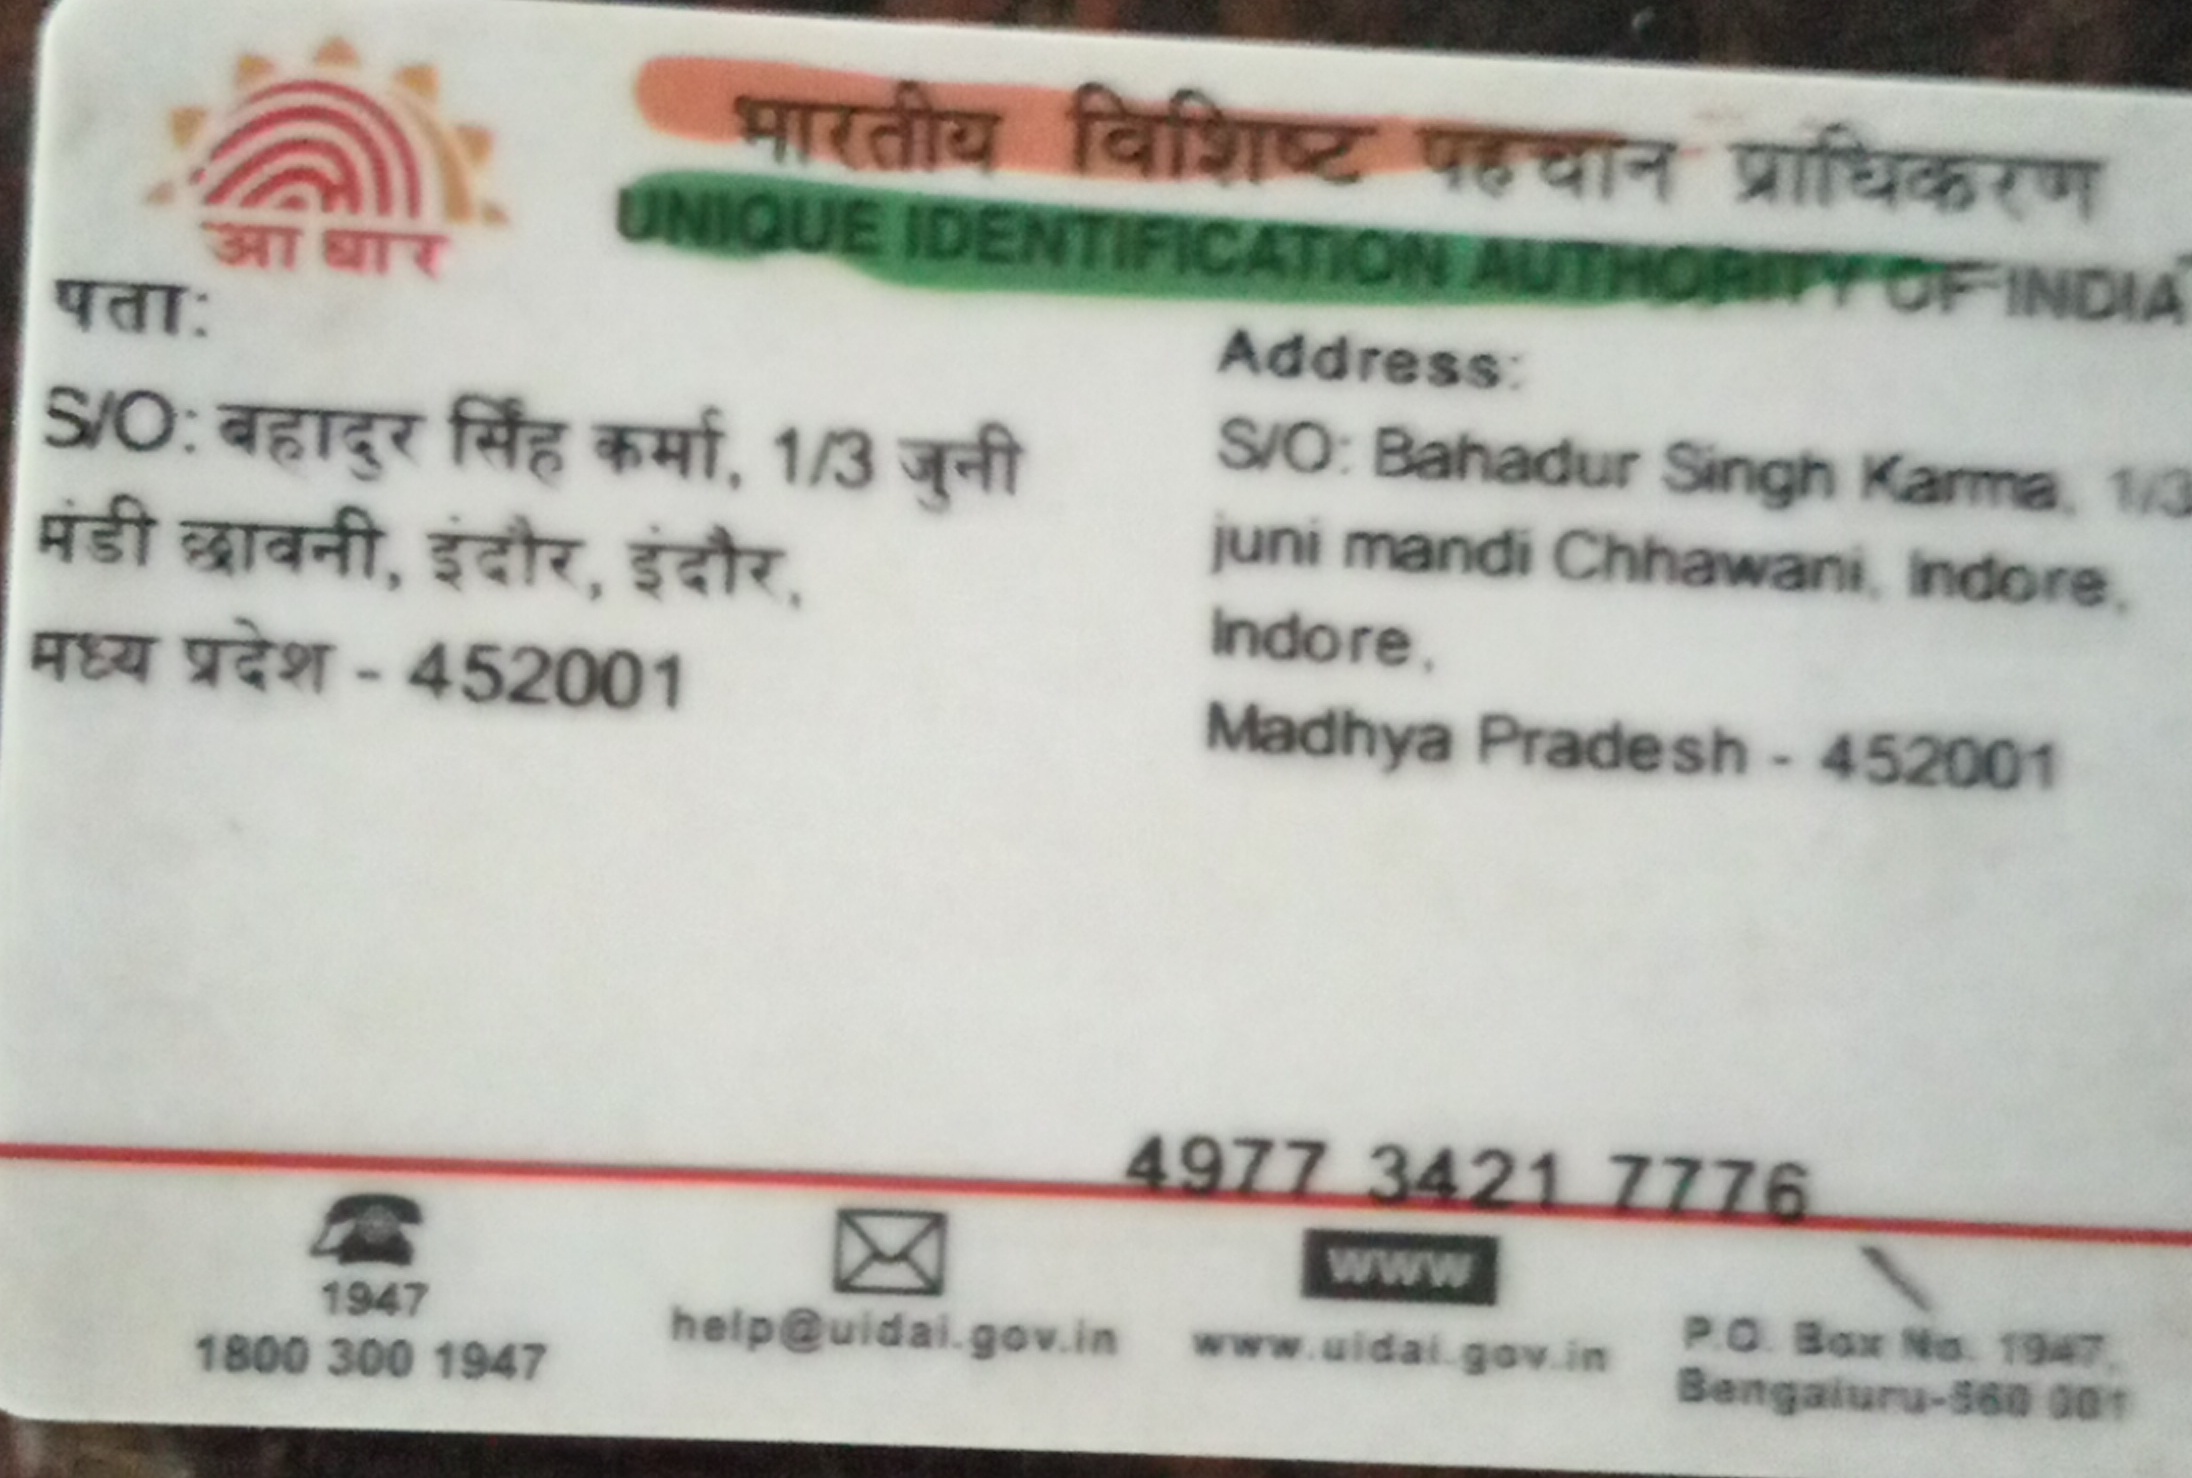 भारतीय विशिष्ट पहचान प्राधिकरण
UNIQUE IDENTIFICATION AUTHORITY OF INDIA
आधार
पता:
S/O: बहादुर सिंह कर्मा, 1/3 जुनी
मंडी छावनी, इंदौर, इंदौर,
मध्य प्रदेश - 452001
Address:
S/O: Bahadur Singh Karma, 1/3
juni mandi Chhawani, Indore,
Indore,
Madhya Pradesh - 452001
4977 3421 7776
1947
1800 300 1947
help@uidai.gov.in
www
www.uidai.gov.in
P.O. Box No. 1947,
Bengaluru-560 001